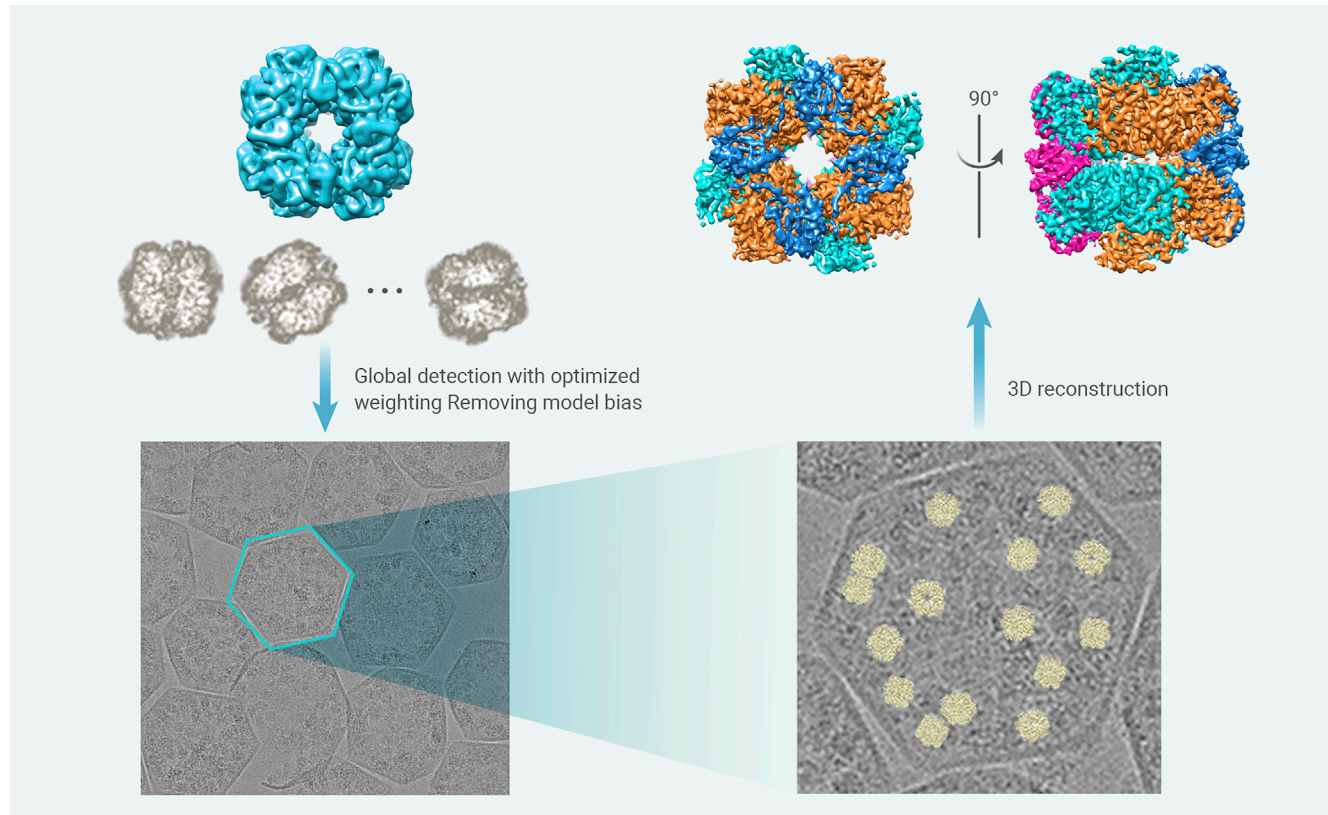 90°
• • •
Global detection with optimized
weighting Removing model bias
3D reconstruction